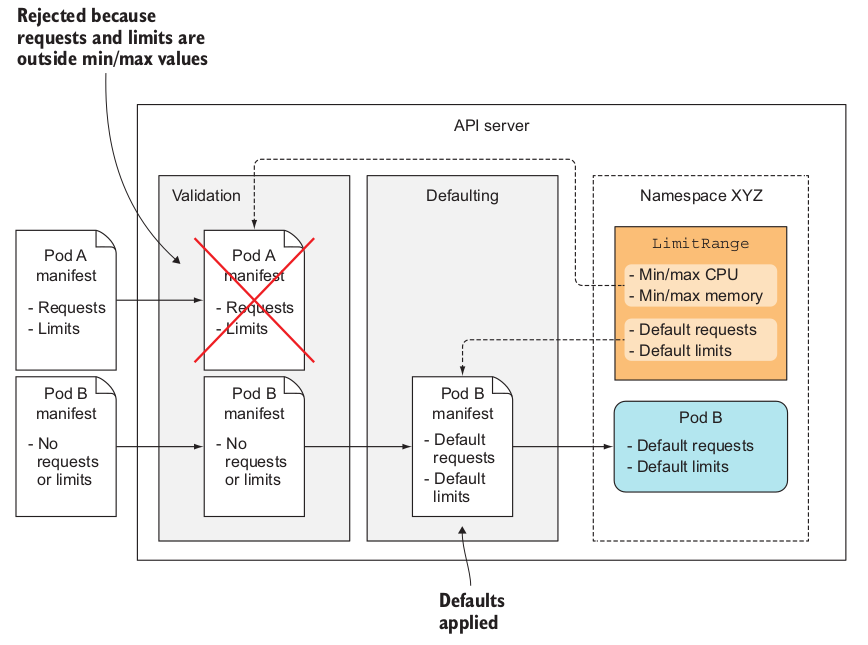 Rejected because
requests and limits are
outside min/max values
API server
Validation
Defaulting
Namespace XYZ
Pod A
manifest
- Requests
- Limits
Pod A
manifest
- Requests
- Limits
LimitRange
- Min/max CPU
- Min/max memory
- Default requests
- Default limits
Pod B
manifest
- No
requests
or limits
Pod B
manifest
- No
requests
or limits
Pod B
manifest
- Default
requests
- Default
limits
Pod B
- Default requests
- Default limits
Defaults
applied